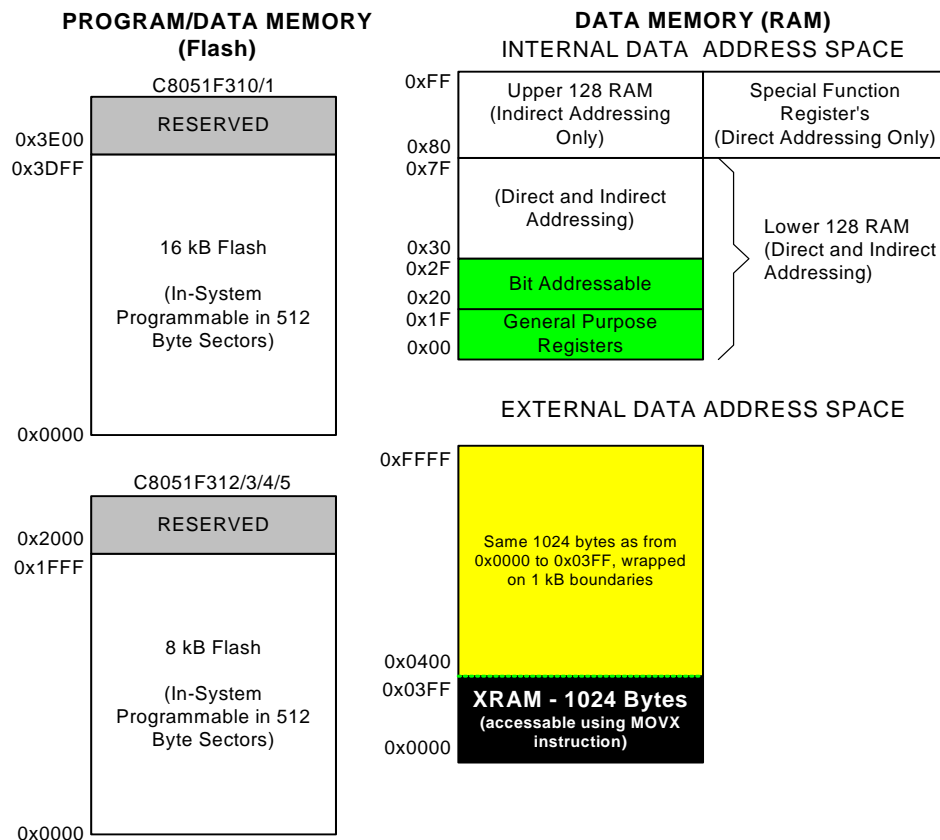 PROGRAM/DATA MEMORY
(Flash)
C8051F310/1
RESERVED
0x3E00
0x3DFF
16 kB Flash
(In-System
Programmable in 512
Byte Sectors)
0x0000
C8051F312/3/4/5
RESERVED
0x2000
0x1FFF
8 kB Flash
(In-System
Programmable in 512
Byte Sectors)
0x0000
DATA MEMORY (RAM)
INTERNAL DATA ADDRESS SPACE
0xFF
Upper 128 RAM
(Indirect Addressing
Only)
0x80
Special Function
Register's
(Direct Addressing Only)
0x7F
(Direct and Indirect
Addressing)
0x30
Lower 128 RAM
(Direct and Indirect
Addressing)
0x2F
Bit Addressable
0x20
0x1F
General Purpose
Registers
0x00
EXTERNAL DATA ADDRESS SPACE
0xFFFF
Same 1024 bytes as from
0x0000 to 0x03FF, wrapped
on 1 kB boundaries
0x0400
0x03FF
XRAM - 1024 Bytes
(accessable using MOVX
instruction)
0x0000